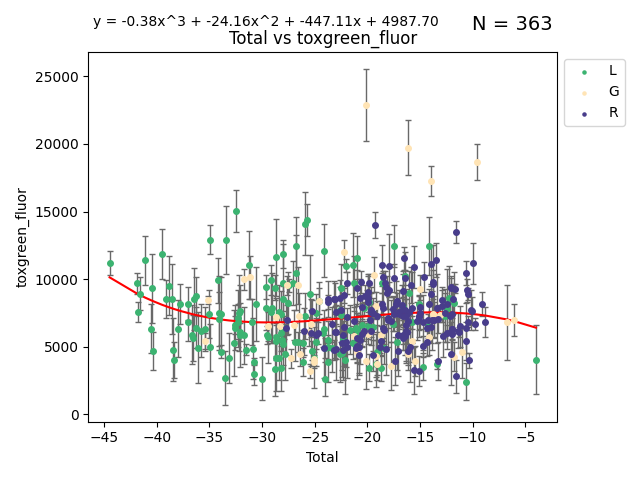 y = -0.38x^3 + -24.16x^2 + -447.11x + 4987.70
N = 363
Total vs toxgreen_fluor
25000
20000
15000
10000
5000
0
toxgreen_fluor
−45
−40
−35
−30
−25
−20
−15
−10
−5
Total
L
G
R